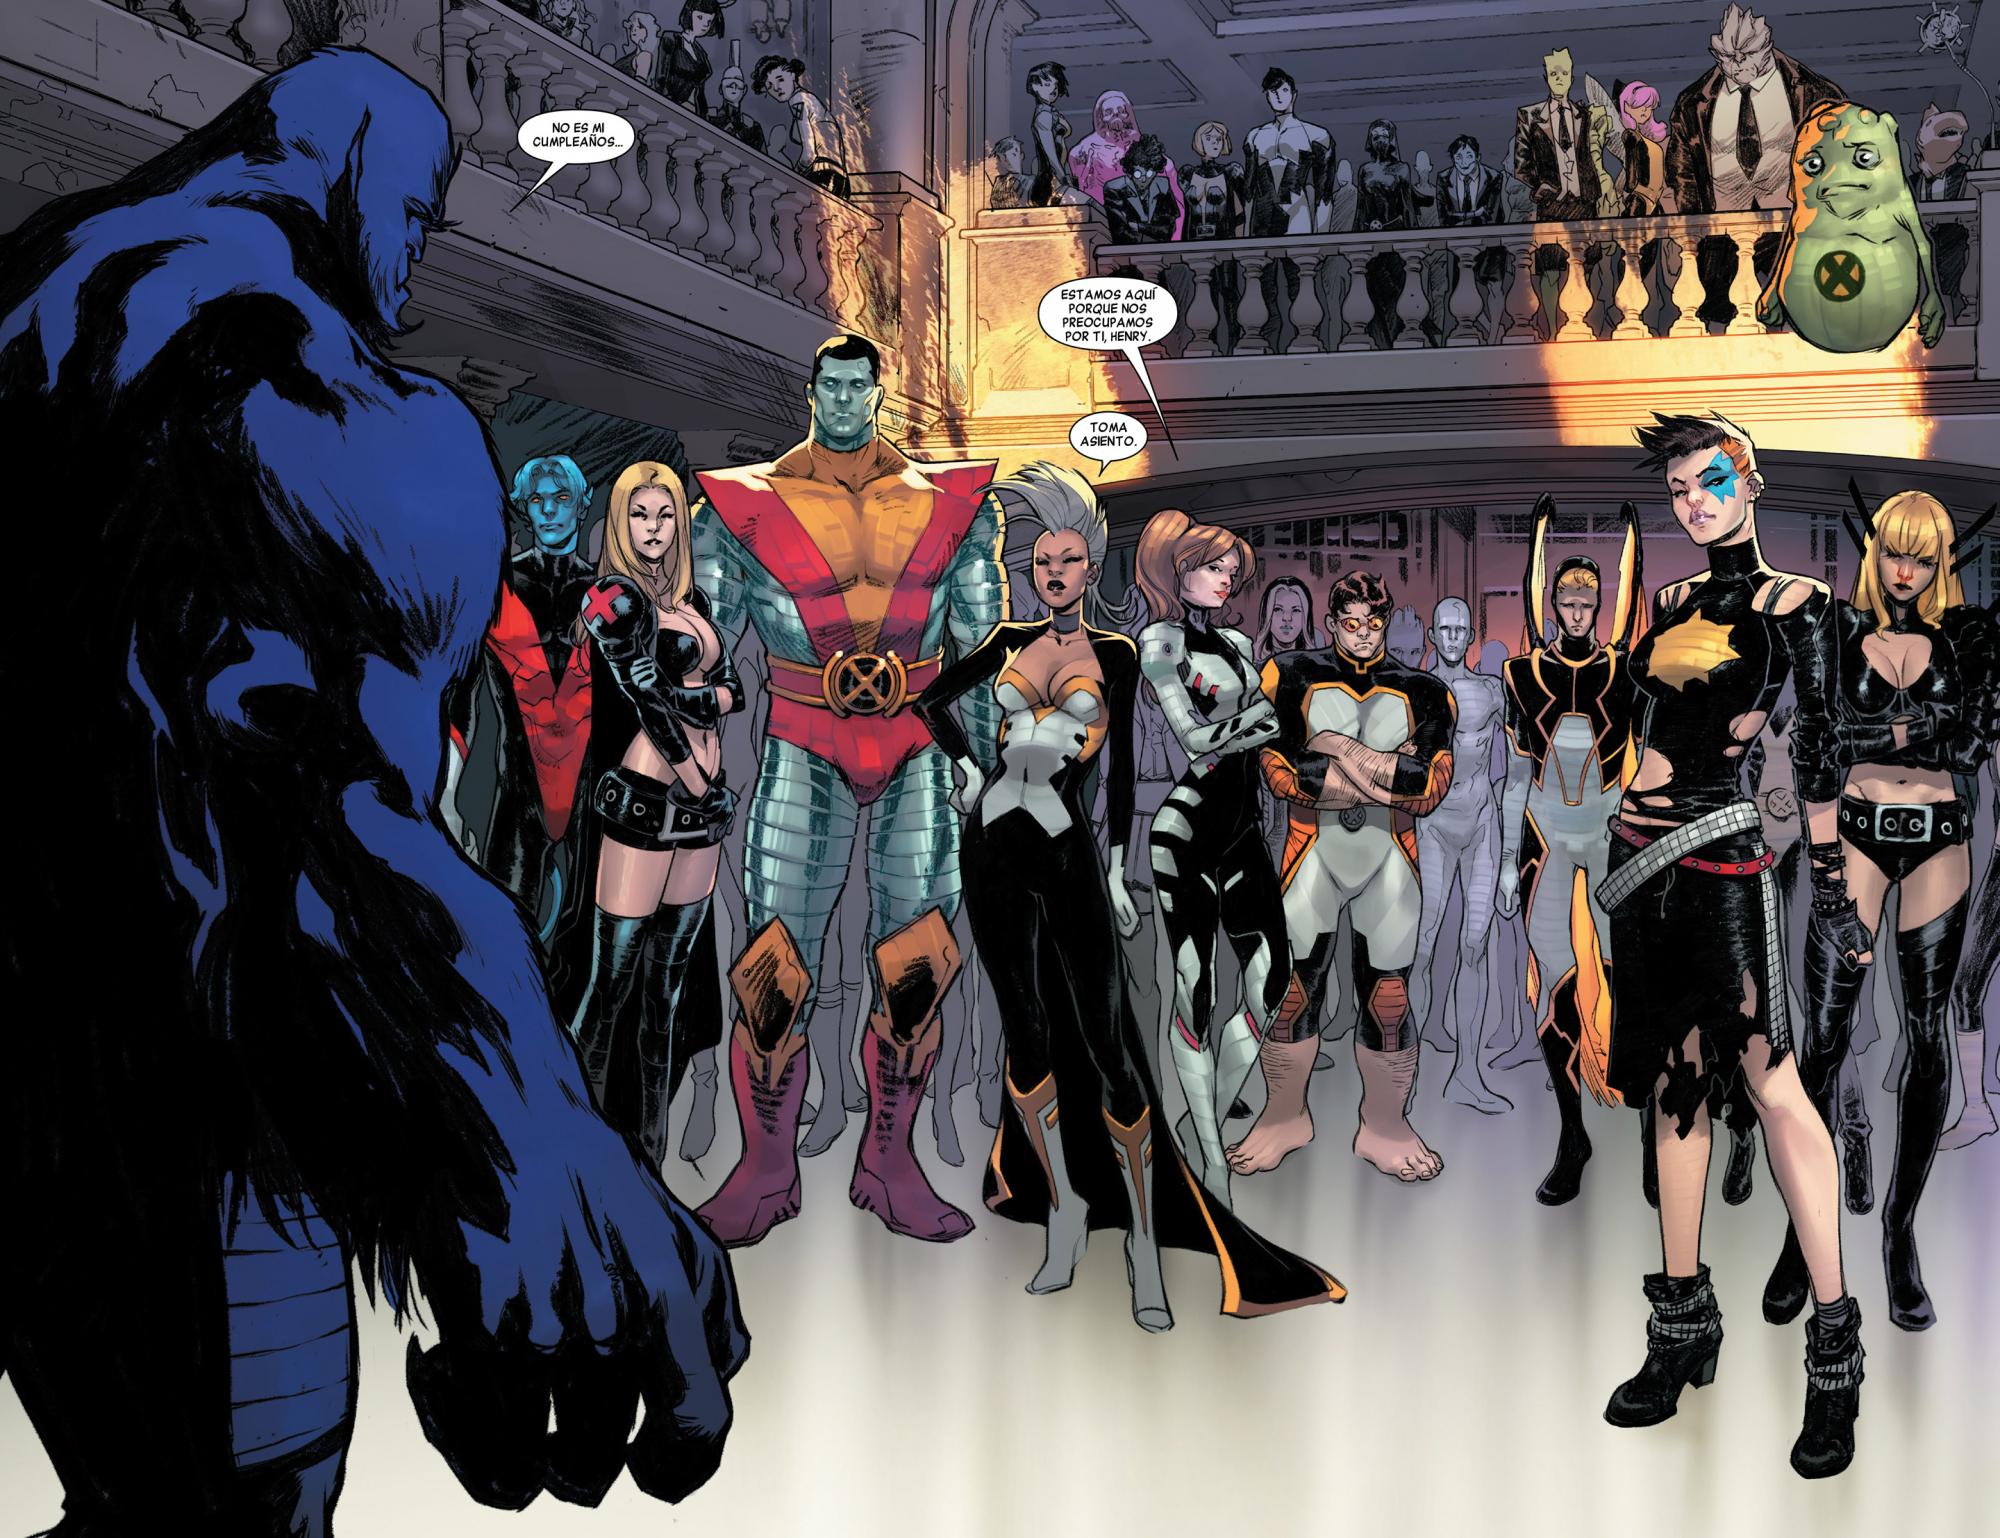 NO ES MI
CUMPLEAÑOS...
ESTAMOS AQUÍ
PORQUE NOS
PREOCUPAMOS
POR TI, HENRY.
TOMA
ASIENTO.